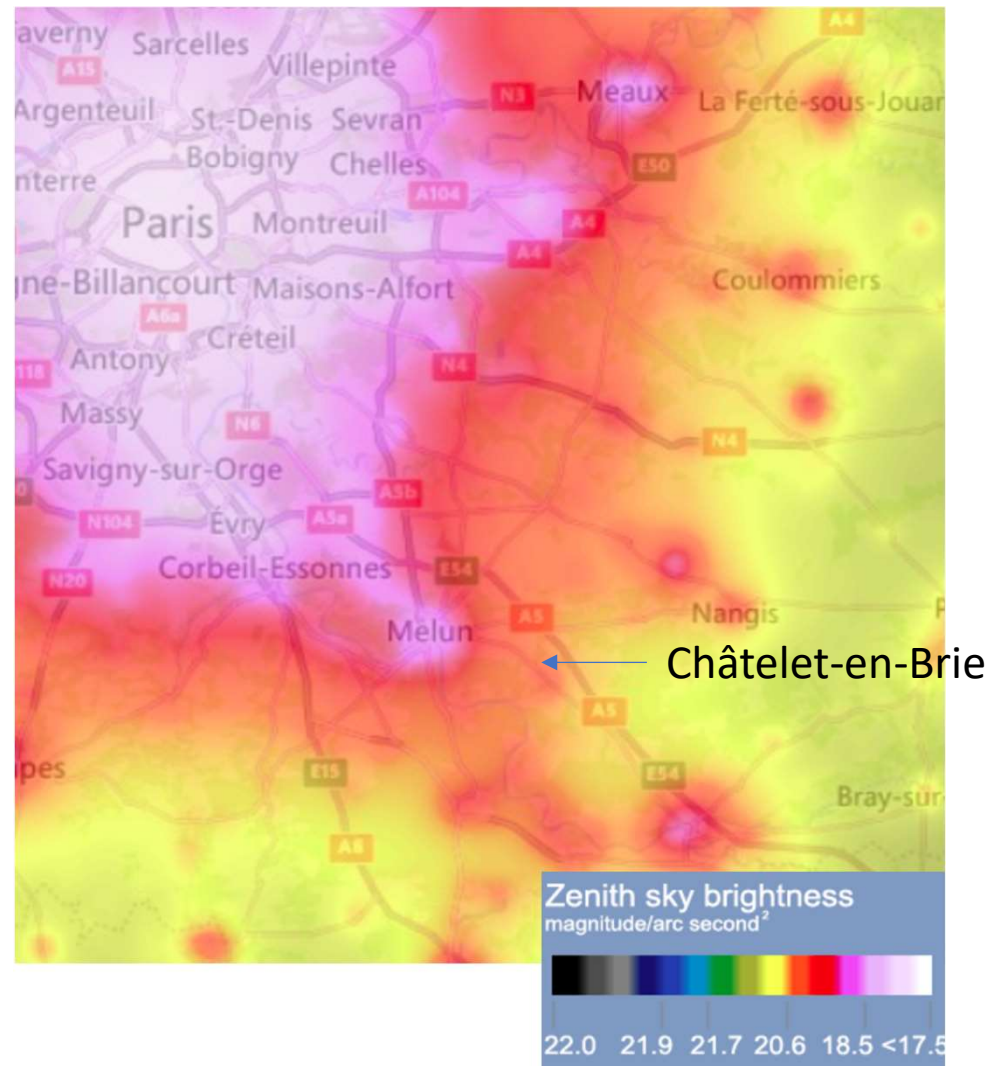 averny Sarcelles A4
A15 Villepinte
N3 Meaux La Ferté-sous-Jouar
Argenteuil St.-Denis Sevran
Bobigny Chelles E50
nterre A104
Paris Montreuil A4
A4
gne-Billancourt Maisons-Alfort Coulommiers
A6a Créteil
Antony N4
118
Massy N6 N4
Savigny-sur-Orge
0 A5b
N104 Évry A5a
Corbeil-Essonnes E54
N20
Melun A5 Nangis P
Châtelet-en-Brie
A5
pes E15 E54
Bray-sur-
A6
Zenith sky brightness
magnitude/arc second²
22.0 21.9 21.7 20.6 18.5 <17.5